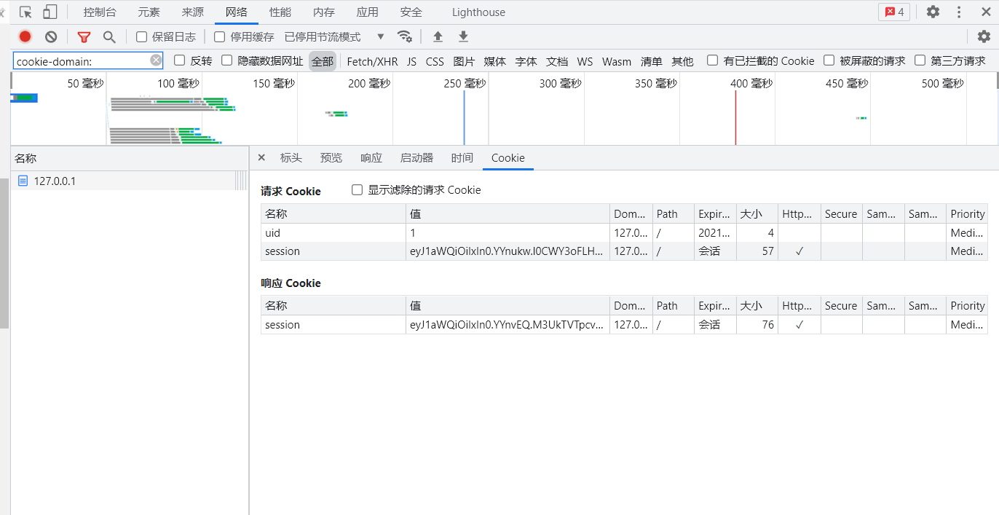 控制台 元素 来源 网络 性能 内存 应用 安全 Lighthouse 4
保留日志 停用缓存 已停用节流模式
cookie-domain: 反转 隐藏数据网址 全部 Fetch/XHR JS CSS 图片 媒体 字体 文档 WS Wasm 清单 其他 有已拦截的 Cookie 被屏蔽的请求 第三方请求
50 毫秒 100 毫秒 150 毫秒 200 毫秒 250 毫秒 300 毫秒 350 毫秒 400 毫秒 450 毫秒 500 毫秒
名称
127.0.0.1
标头 预览 响应 启动器 时间 Cookie
请求 Cookie 显示滤除的请求 Cookie
名称 值 Dom... Path Expir... 大小 Http... Secure Sam... Sam... Priority
uid 1 127.0... / 2021... 4 Medi...
session eyJ1aWQiOiIxIn0.YYnukw.I0CWY3oFLH... 127.0... / 会话 57 ✓ Medi...
响应 Cookie
名称 值 Dom... Path Expir... 大小 Http... Secure Sam... Sam... Priority
session eyJ1aWQiOiIxIn0.YYnvEQ.M3UkTVTpcv... 127.0... / 会话 76 ✓ Medi...